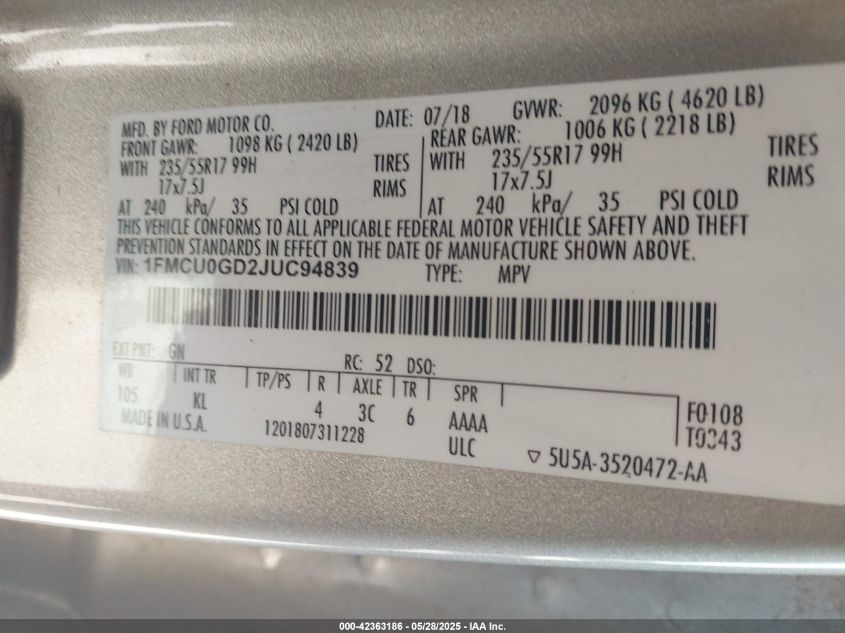 MFD. BY FORD MOTOR CO. DATE: 07/18 GVWR: 2096 KG ( 4620 LB)
FRONT GAWR: 1098 KG ( 2420 LB) REAR GAWR: 1006 KG ( 2218 LB)
WITH 235/55R17 99H TIRES WITH 235/55R17 99H TIRES
17x7.5J RIMS 17x7.5J RIMS
AT 240 kPa/ 35 PSI COLD AT 240 kPa/ 35 PSI COLD
THIS VEHICLE CONFORMS TO ALL APPLICABLE FEDERAL MOTOR VEHICLE SAFETY AND THEFT
PREVENTION STANDARDS IN EFFECT ON THE DATE OF MANUFACTURE SHOWN ABOVE.
VIN: 1FMCU0GD2JUC94839 TYPE: MPV
EXT PNT: GN RC: 52 DSO:
WB INT TR TP/PS R AXLE TR SPR
105 KL 4 3C 6 AAAA F0108
MADE IN U.S.A. 1201807311228 ULC
5U5A-3520472-AA
000-42363186 - 05/28/2025 - IAA Inc.